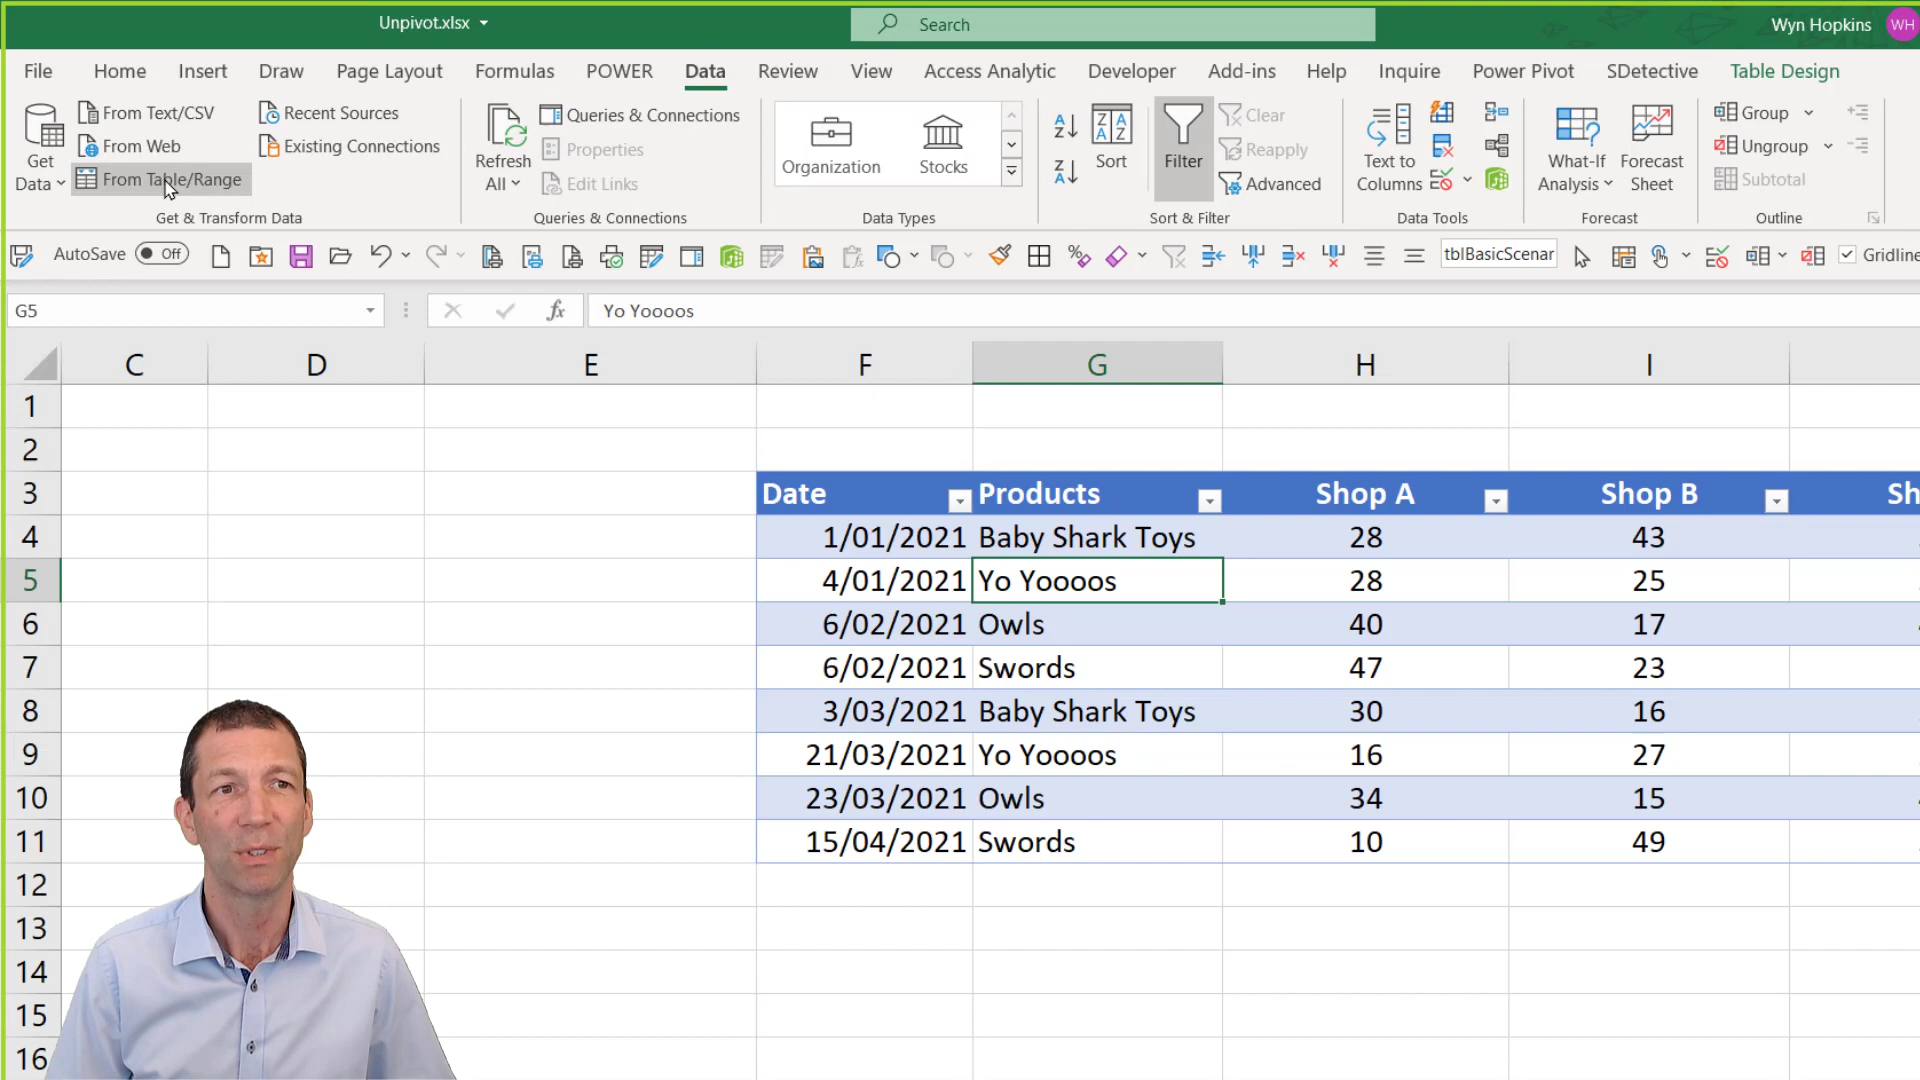 Unpivot.xlsx
Search
Wyn Hopkins
WH
File Home Insert Draw Page Layout Formulas POWER Data Review View Access Analytic Developer Add-ins Help Inquire Power Pivot SDetective Table Design
Get Data
From Text/CSV
From Web
From Table/Range
Recent Sources
Existing Connections
Get & Transform Data
Refresh All
Queries & Connections
Properties
Edit Links
Queries & Connections
Organization
Stocks
Data Types
Sort
Filter
Clear
Reapply
Advanced
Sort & Filter
Text to Columns
Data Tools
What-If Analysis
Forecast Sheet
Forecast
Group
Ungroup
Subtotal
Outline
AutoSave Off
tblBasicScenar
Gridline
G5
fx
Yo Yoooos
C D E F G H I
1
2
3 Date Products Shop A Shop B Sh
4 1/01/2021 Baby Shark Toys 28 43
5 4/01/2021 Yo Yoooos 28 25
6 6/02/2021 Owls 40 17
7 6/02/2021 Swords 47 23
8 3/03/2021 Baby Shark Toys 30 16
9 21/03/2021 Yo Yoooos 16 27
10 23/03/2021 Owls 34 15
11 15/04/2021 Swords 10 49
12
13
14
15
16